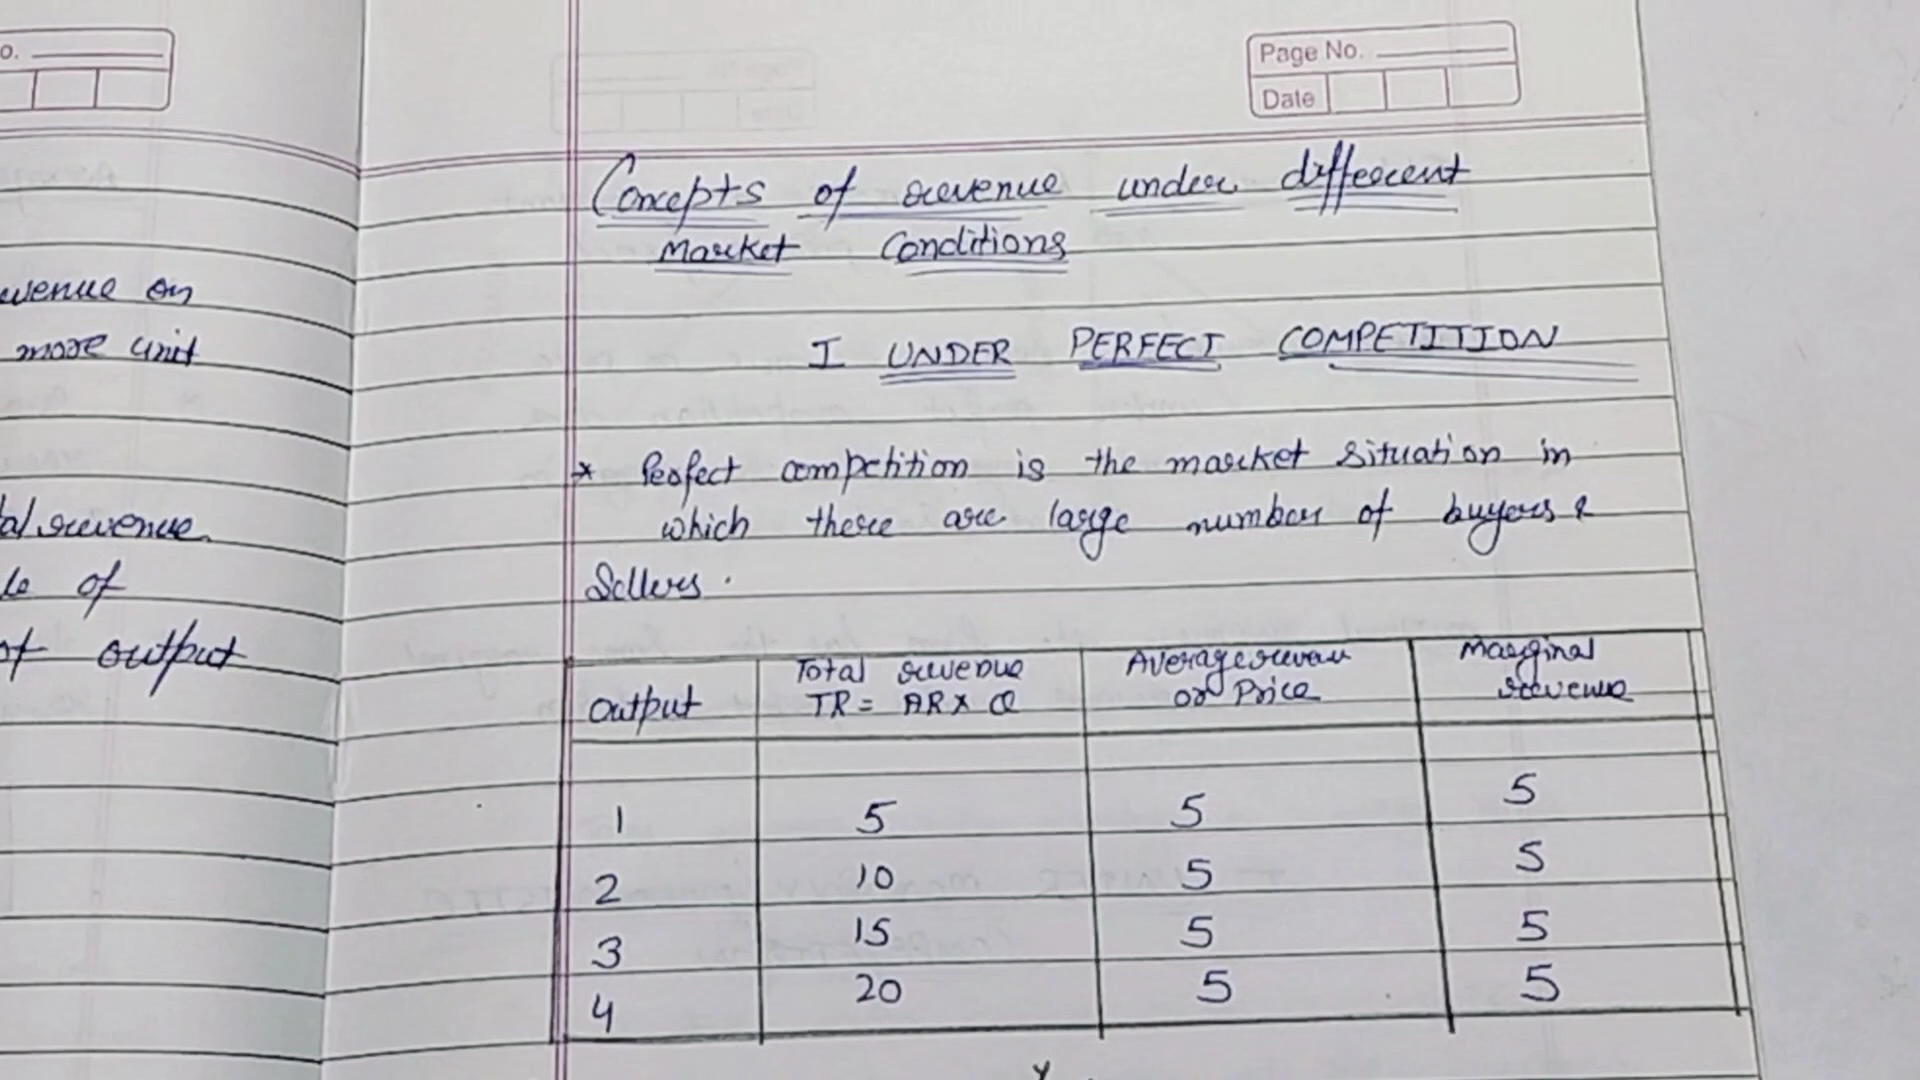 o.
Page No.
Date
wenue on
more unit
tal revenue.
le of
of output
Concepts of revenue under different
Market Conditions
I UNDER PERFECT COMPETITION
* Perfect competition is the market situation in
which there are large number of buyers &
Sellers.
Output Total revenue Average revenue Marginal
TR = AR x Q or Price revenue
1 5 5 5
2 10 5 5
3 15 5 5
4 20 5 5
Y